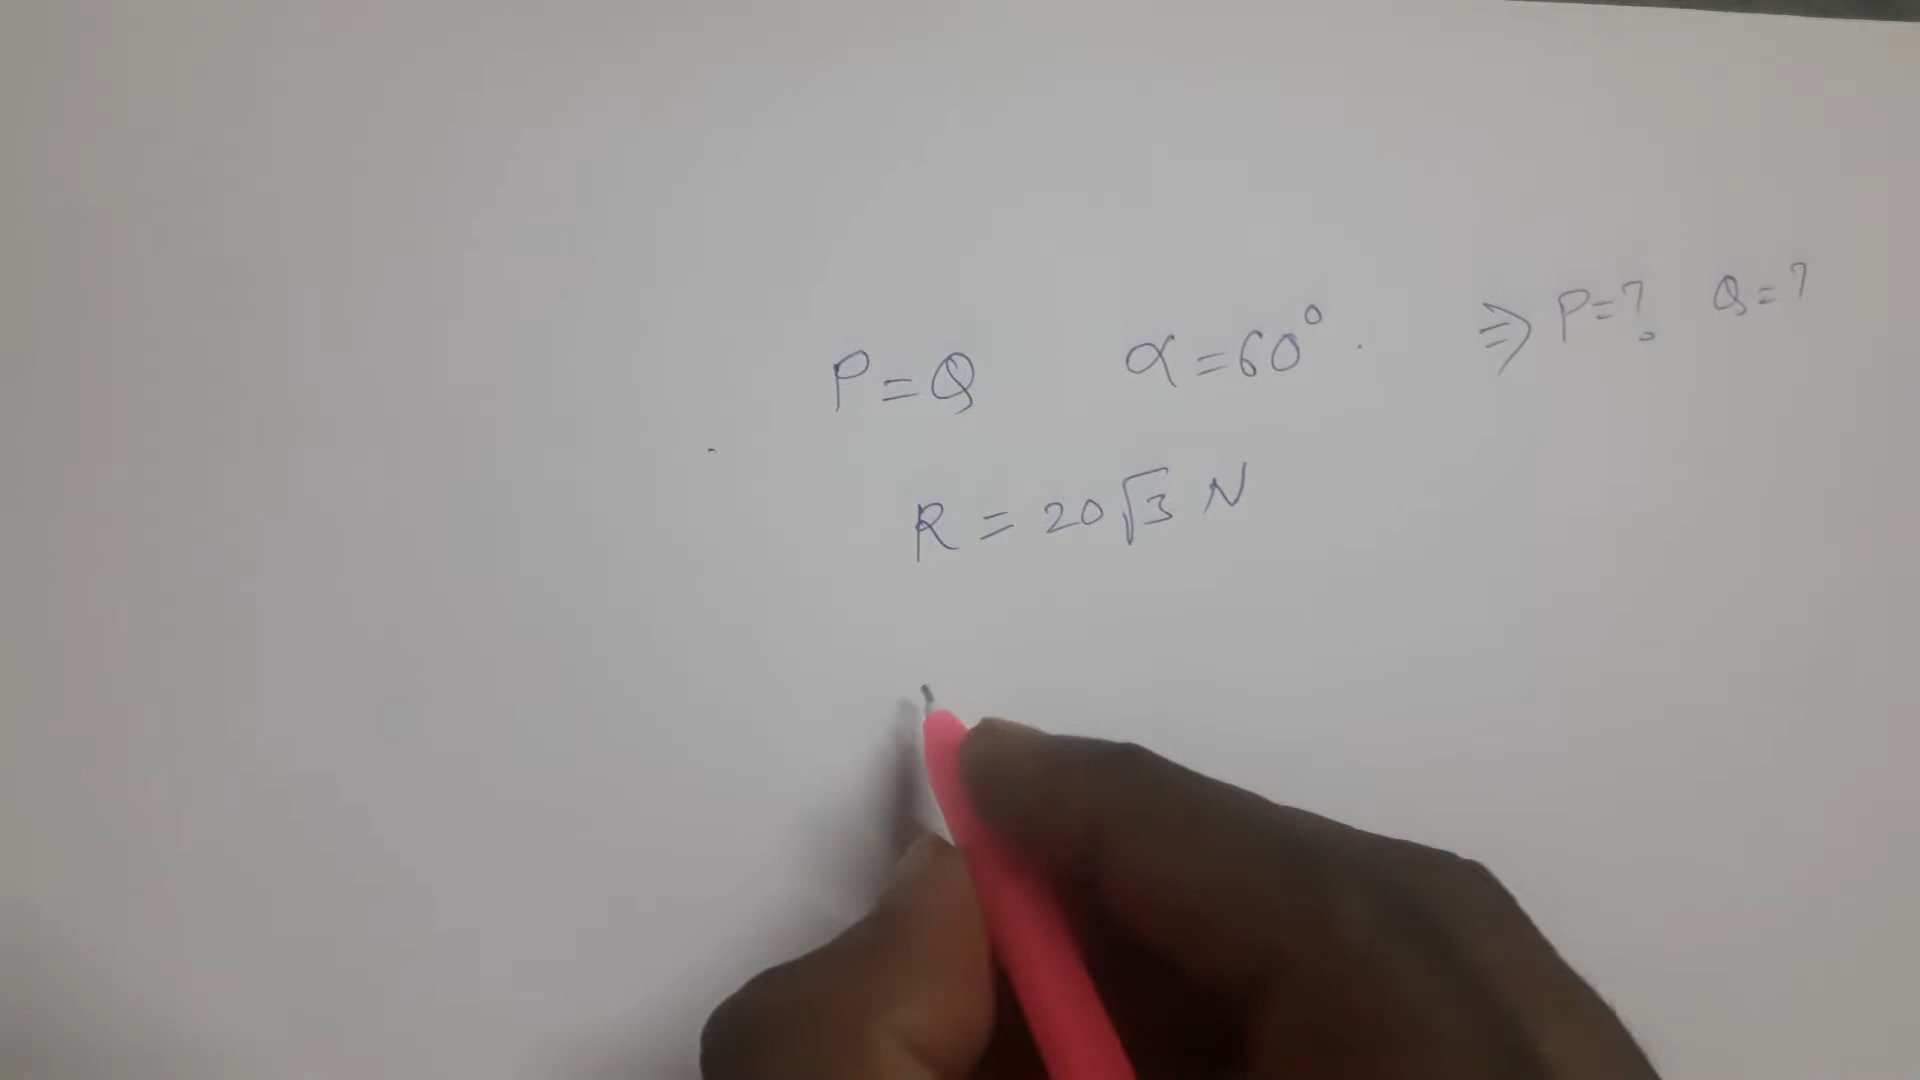 P = Q α = 60° . ⇒ P = ? Q = ?
R = 20√3 N